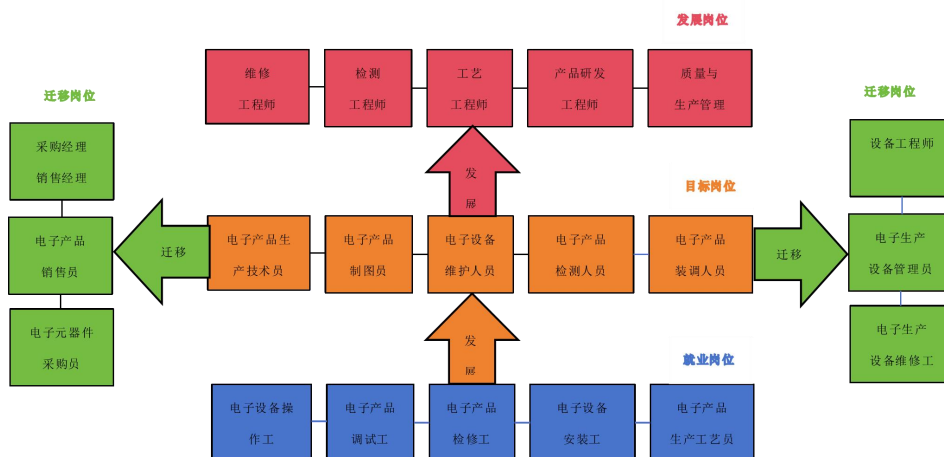 发展岗位
维修
工程师
检测
工程师
工艺
工程师
产品研发
工程师
质量与
生产管理
迁移岗位
采购经理
销售经理
电子产品
销售员
电子元器件
采购员
迁移
发
展
目标岗位
电子产品生
产技术员
电子产品
制图员
电子设备
维护人员
电子产品
检测人员
电子产品
装调人员
迁移
迁移岗位
设备工程师
电子生产
设备管理员
电子生产
设备维修工
发
展
就业岗位
电子设备操
作工
电子产品
调试工
电子产品
检修工
电子设备
安装工
电子产品
生产工艺员